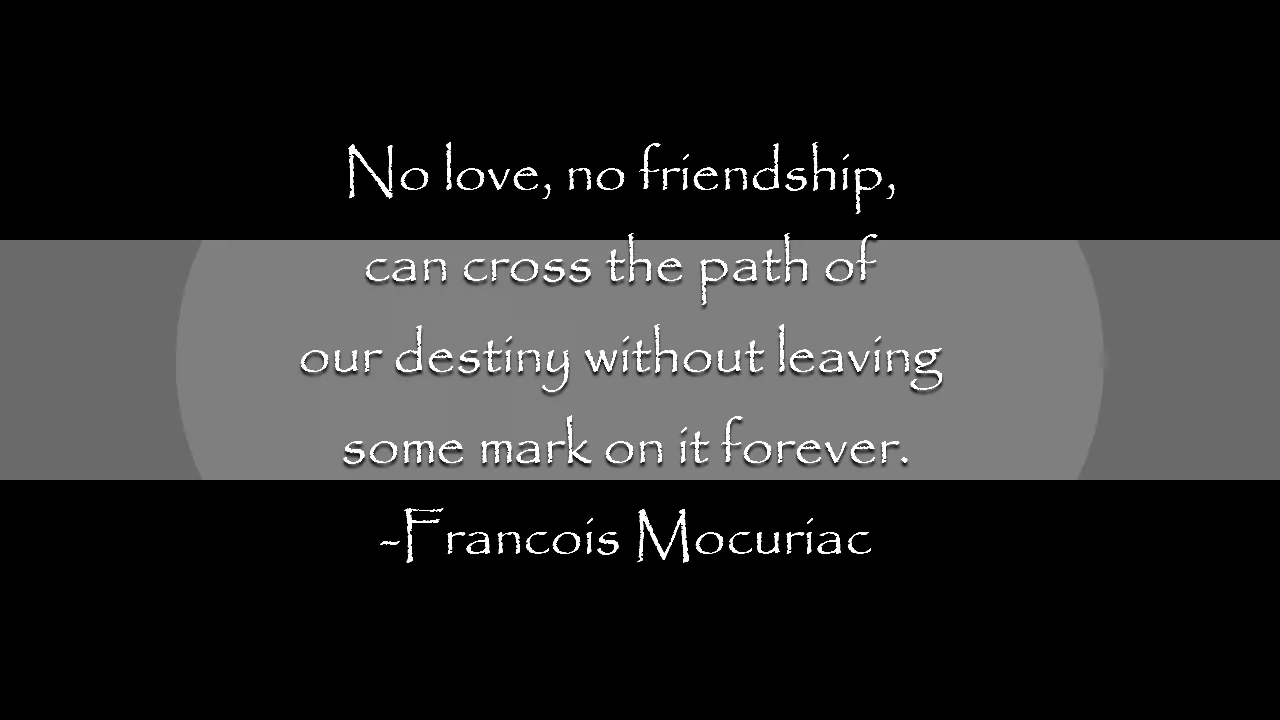 No love, no friendship,
can cross the path of
our destiny without leaving
some mark on it forever.
-Francois Mocuriac